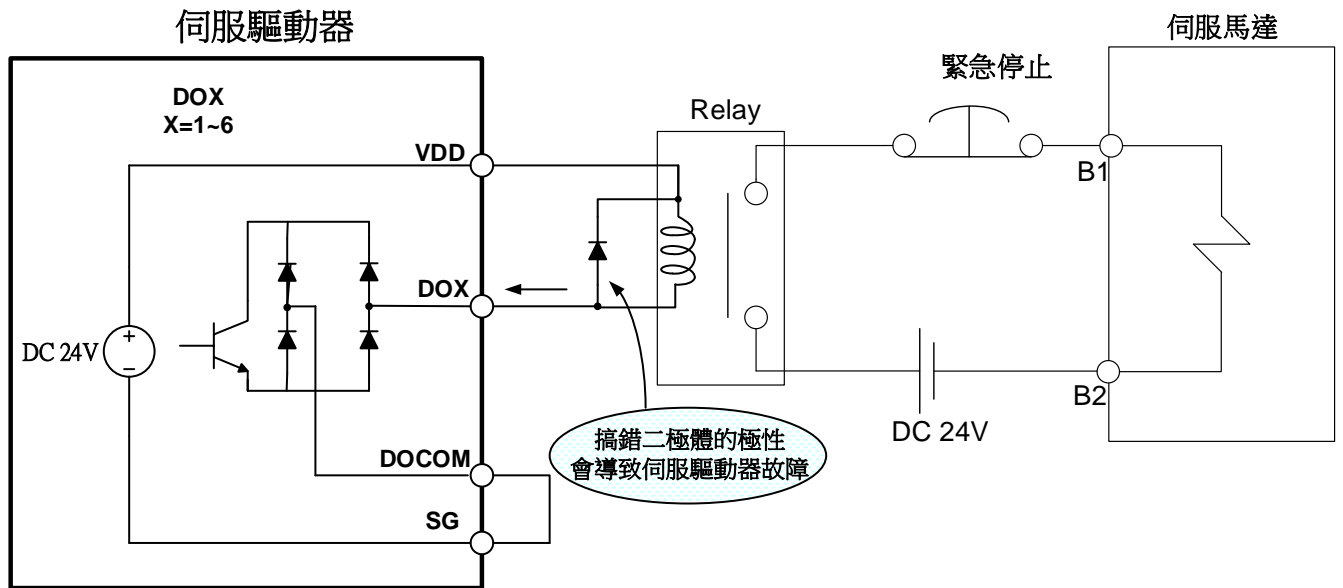 伺服驅動器
伺服馬達
緊急停止
DOX
X=1~6
Relay
VDD
B1
DOX
DC 24V
+
−
B2
DC 24V
搞錯二極體的極性
會導致伺服驅動器故障
DOCOM
SG